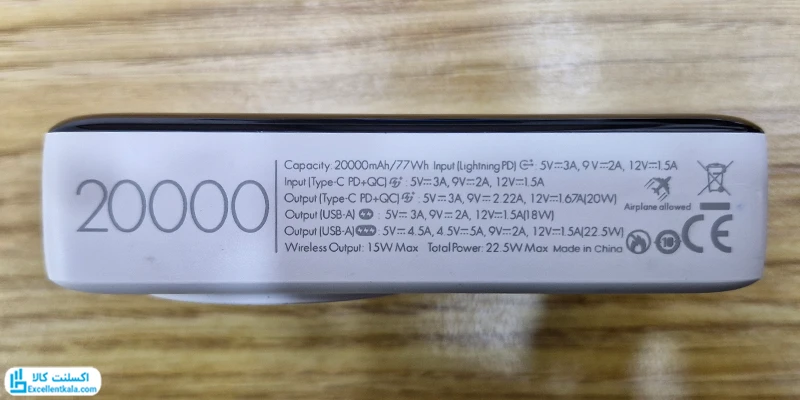 20000
Capacity: 20000mAh/77Wh Input (Lightning PD) : 5V⎓3A, 9V⎓2A, 12V⎓1.5A
Input (Type-C PD+QC) : 5V⎓3A, 9V⎓2A, 12V⎓1.5A
Output (Type-C PD+QC) : 5V⎓3A, 9V⎓2.22A, 12V⎓1.67A(20W)
Output (USB-A) : 5V⎓3A, 9V⎓2A, 12V⎓1.5A(18W)
Output (USB-A) : 5V⎓4.5A, 4.5V⎓5A, 9V⎓2A, 12V⎓1.5A(22.5W)
Wireless Output: 15W Max Total Power: 22.5W Max Made in China
Airplane allowed
10
CE
اکسلنت کالا
Excellentkala.com